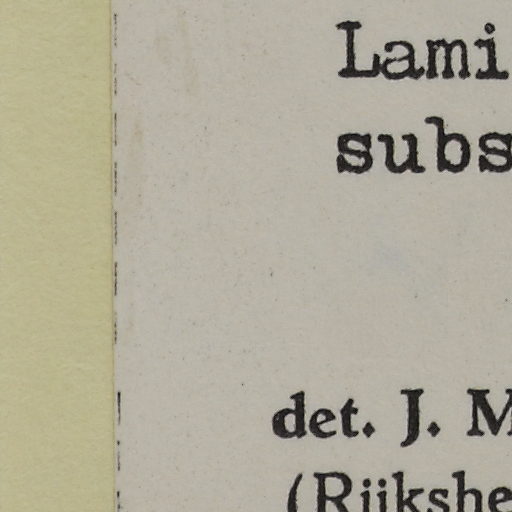 Lami
subs
det. J. M
(Rijkshe